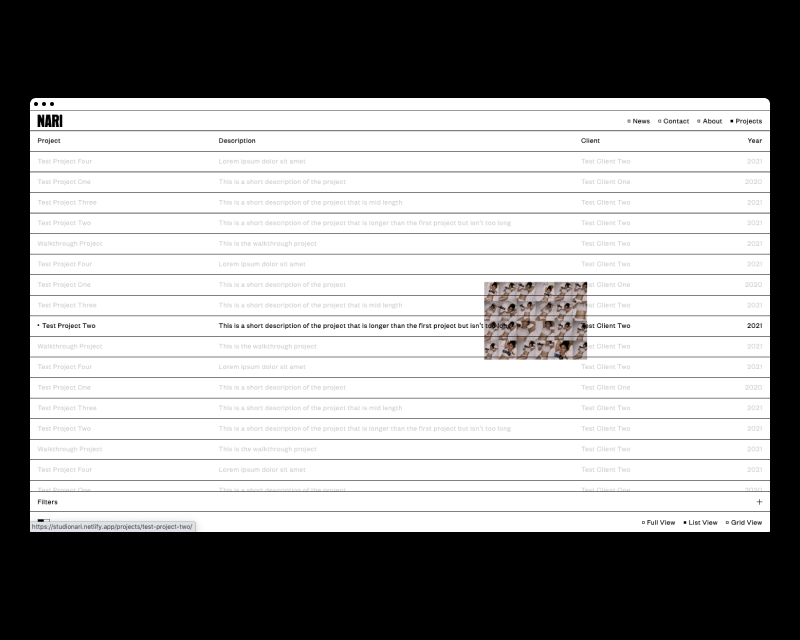 NARI
News Contact About Projects
Project Description Client Year
Test Project Four Lorem ipsum dolor sit amet Test Client Two 2021
Test Project One This is a short description of the project Test Client One 2020
Test Project Three This is a short description of the project that is mid length Test Client Two 2021
Test Project Two This is a short description of the project that is longer than the first project but isn't too long Test Client Two 2021
Walkthrough Project This is the walkthrough project Test Client Two 2021
Test Project Four Lorem ipsum dolor sit amet Test Client Two 2021
Test Project One This is a short description of the project Client One 2020
Test Project Three This is a short description of the project that is mid length Client Two 2021
• Test Project Two This is a short description of the project that is longer than the first project but isn't Client Two 2021
Walkthrough Project This is the walkthrough project Client Two 2021
Test Project Four Lorem ipsum dolor sit amet Test Client Two 2021
Test Project One This is a short description of the project Test Client One 2020
Test Project Three This is a short description of the project that is mid length Test Client Two 2021
Test Project Two This is a short description of the project that is longer than the first project but isn't too long Test Client Two 2021
Walkthrough Project This is the walkthrough project Test Client Two 2021
Test Project Four Lorem ipsum dolor sit amet Test Client Two 2021
Test Project One This is a short description of the project Test Client One 2020
Filters +
https://studionari.netlify.app/projects/test-project-two/
Full View List View Grid View